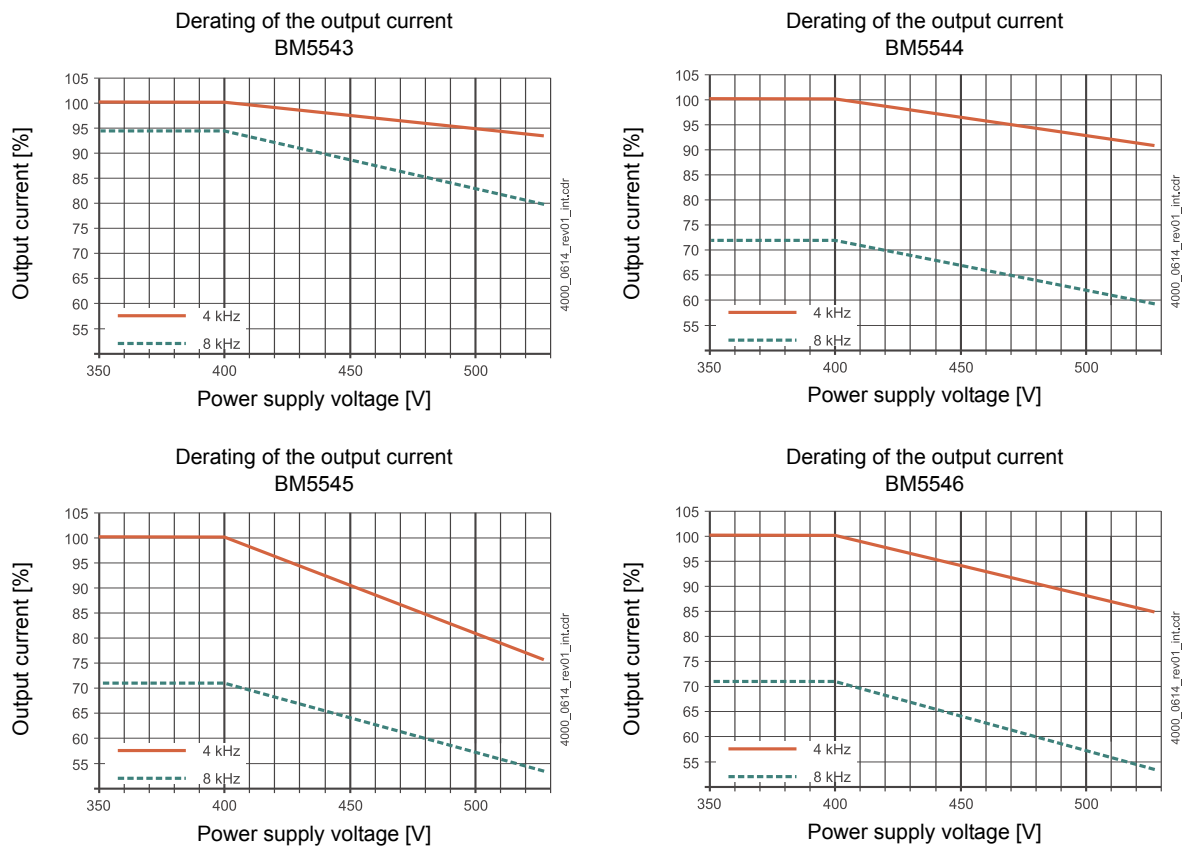 Derating of the output current
BM5543
Output current [%]
105
100
95
90
85
80
75
70
65
60
55
4 kHz
8 kHz
350
400
450
500
Power supply voltage [V]
4000_0614_rev01_int.cdr
Derating of the output current
BM5544
Output current [%]
105
100
95
90
85
80
75
70
65
60
55
4 kHz
8 kHz
350
400
450
500
Power supply voltage [V]
4000_0614_rev01_int.cdr
Derating of the output current
BM5545
Output current [%]
105
100
95
90
85
80
75
70
65
60
55
4 kHz
8 kHz
350
400
450
500
Power supply voltage [V]
4000_0614_rev01_int.cdr
Derating of the output current
BM5546
Output current [%]
105
100
95
90
85
80
75
70
65
60
55
4 kHz
8 kHz
350
400
450
500
Power supply voltage [V]
4000_0614_rev01_int.cdr